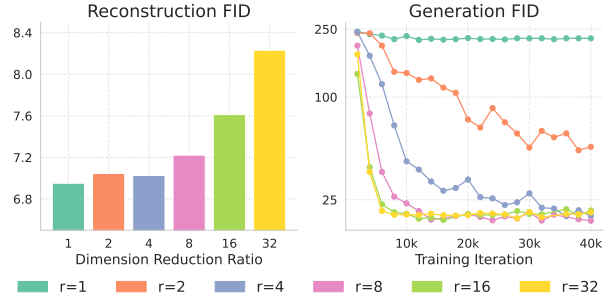 Reconstruction FID
8.4
8.0
7.6
7.2
6.8
1 2 4 8 16 32
Dimension Reduction Ratio
Generation FID
250
100
25
10k 20k 30k 40k
Training Iteration
r=1 r=2 r=4 r=8 r=16 r=32